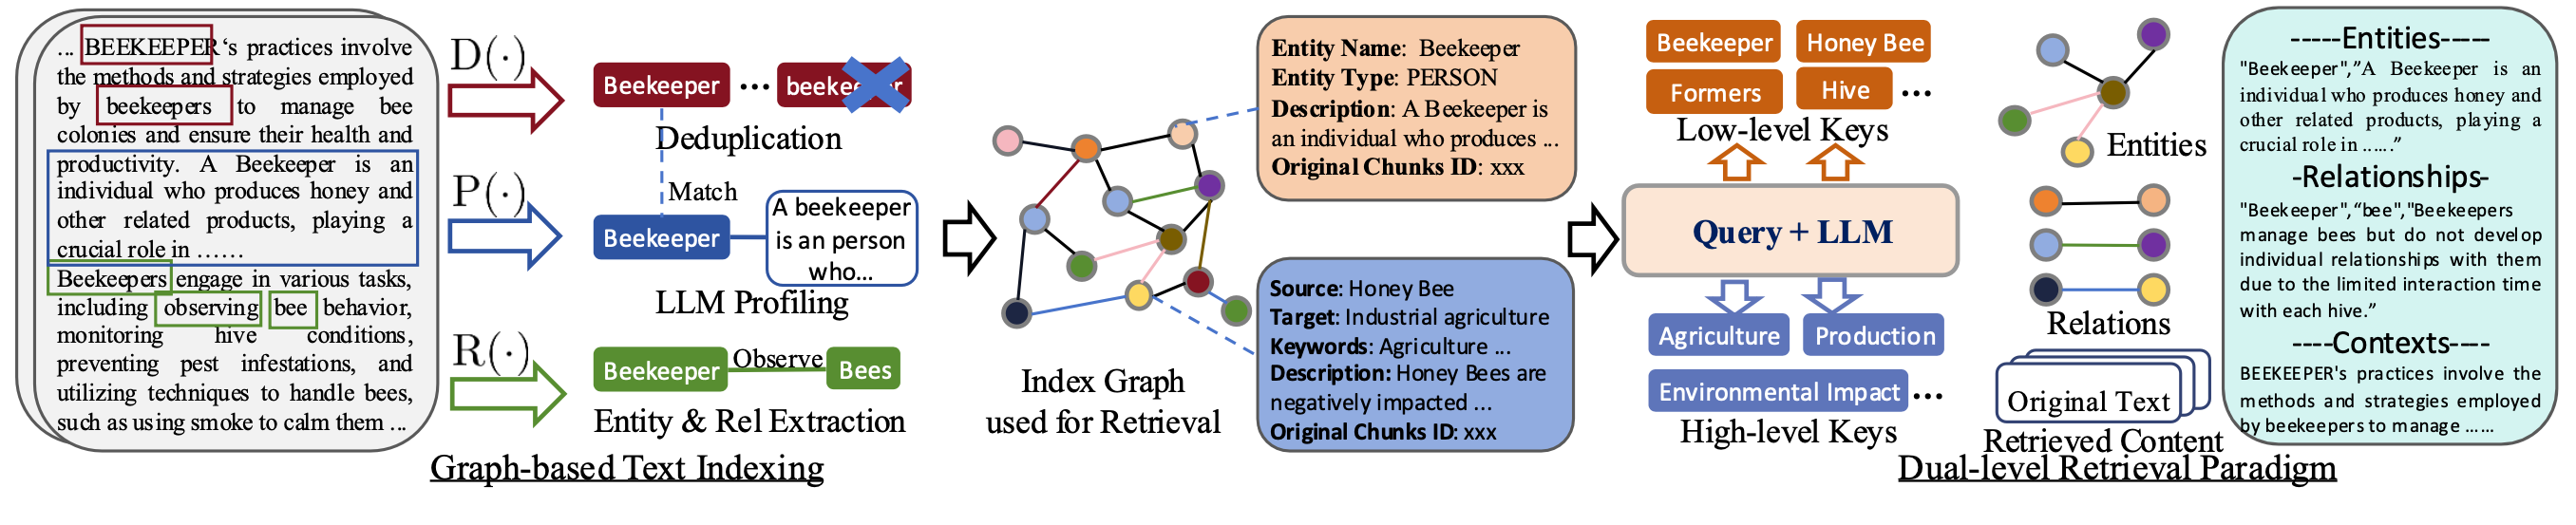 ... BEEKEEPER‘s practices involve
the methods and strategies employed
by beekeepers to manage bee
colonies and ensure their health and
productivity. A Beekeeper is an
individual who produces honey and
other related products, playing a
crucial role in ……
Beekeepers engage in various tasks,
including observing bee behavior,
monitoring hive conditions,
preventing pest infestations, and
utilizing techniques to handle bees,
such as using smoke to calm them ...
D(·)
Beekeeper ... beekeeper
Deduplication
Match
P(·)
Beekeeper
A beekeeper
is an person
who...
LLM Profiling
R(·)
Beekeeper Observe Bees
Entity & Rel Extraction
Graph-based Text Indexing
Index Graph
used for Retrieval
Entity Name: Beekeeper
Entity Type: PERSON
Description: A Beekeeper is
an individual who produces ...
Original Chunks ID: xxx
Source: Honey Bee
Target: Industrial agriculture
Keywords: Agriculture ...
Description: Honey Bees are
negatively impacted ...
Original Chunks ID: xxx
Beekeeper Honey Bee
Formers Hive ...
Low-level Keys
Query + LLM
Agriculture Production
Environmental Impact ...
High-level Keys
Entities
Relations
Original Text
Retrieved Content
Dual-level Retrieval Paradigm
-----Entities-----
"Beekeeper",”A Beekeeper is an
individual who produces honey and
other related products, playing a
crucial role in ......”
-Relationships-
"Beekeeper",“bee","Beekeepers
manage bees but do not develop
individual relationships with them
due to the limited interaction time
with each hive.”
----Contexts----
BEEKEEPER's practices involve the
methods and strategies employed
by beekeepers to manage ......